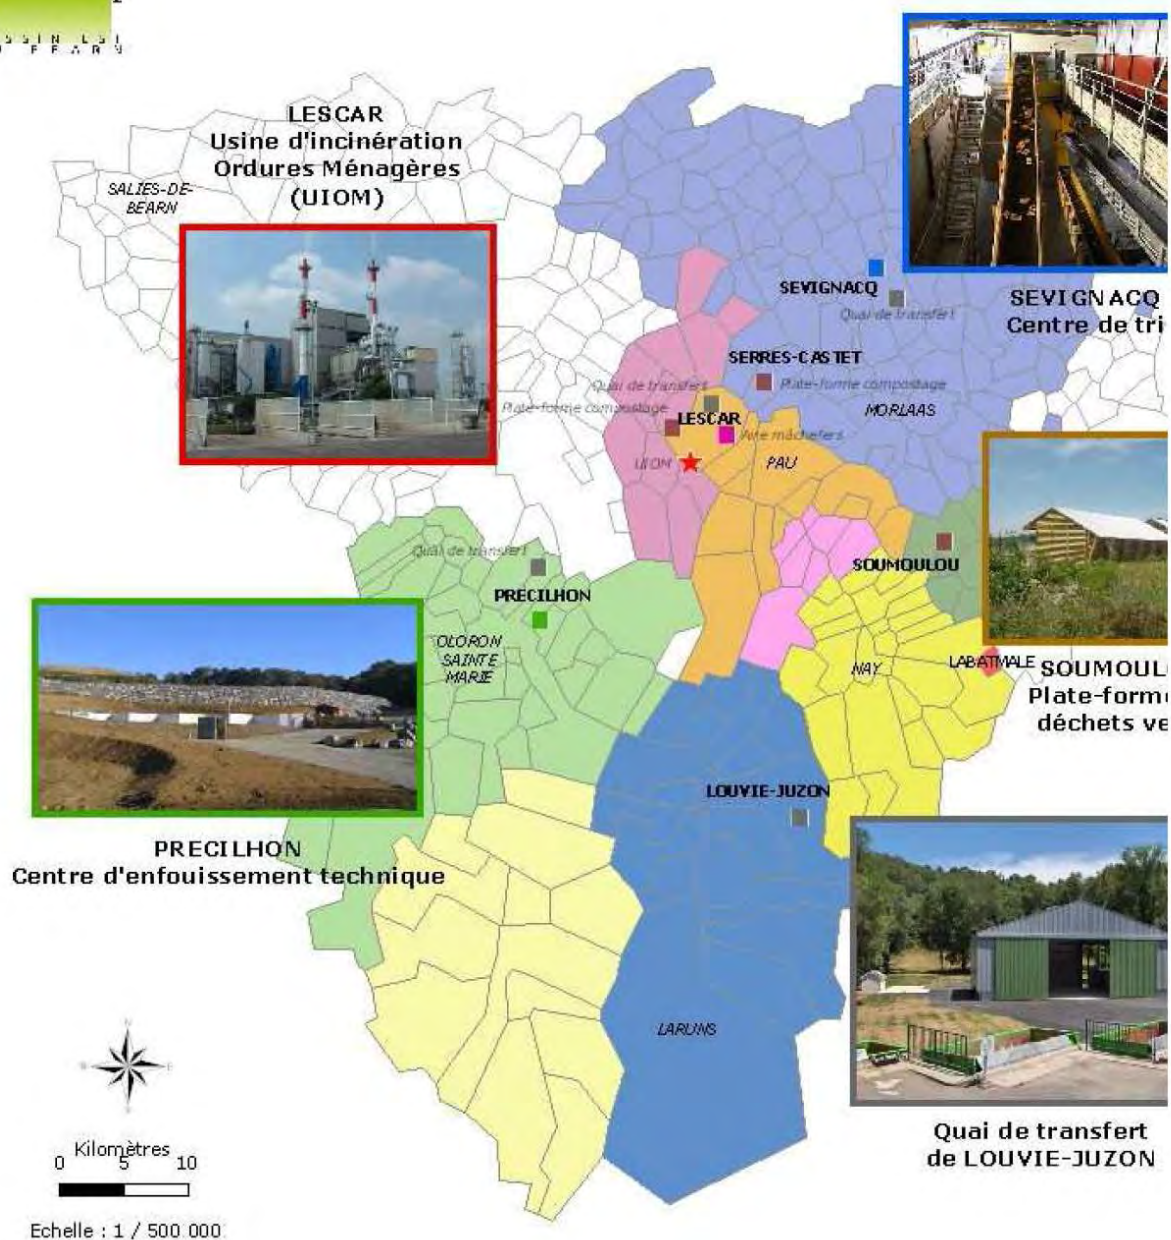 LESCAR
Usine d'incinération
Ordures Ménagères
(UIOM)
SALIES-DE-
BEARN
SEVIGNACQ
Quai de transfert
SEVIGNACQ
Centre de tri
SERRES-CASTET
Plate-forme compostage
Quai de transfert
Plate-forme compostage
LESCAR
Aire mâchefers
MORLAAS
UIOM
PAU
Quai de transfert
PRECILHON
SOUMOULOU
OLORON
SAINTE
MARIE
NAY
LABATMALE
SOUMOUL
Plate-form
déchets ve
LOUVIE-JUZON
PRECILHON
Centre d'enfouissement technique
LARUNS
Quai de transfert
de LOUVIE-JUZON
Kilomètres
0 5 10
Echelle : 1 / 500 000